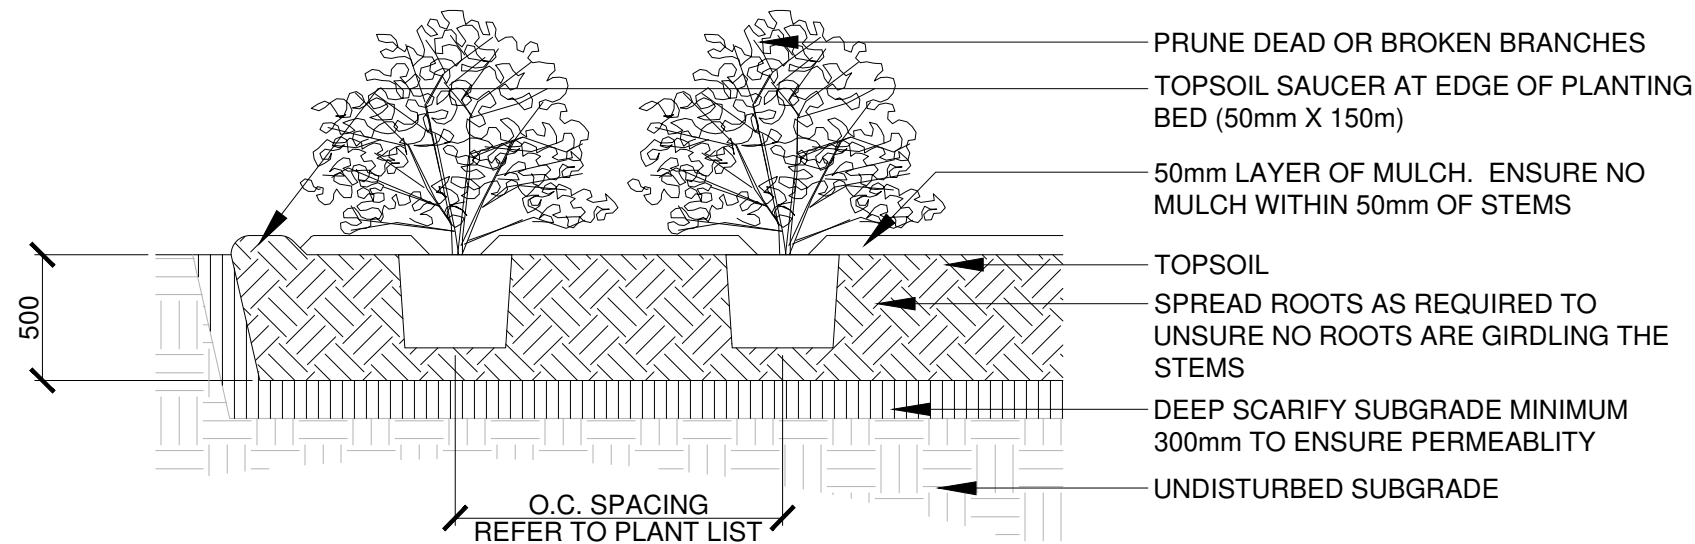 PRUNE DEAD OR BROKEN BRANCHES
TOPSOIL SAUCER AT EDGE OF PLANTING
BED (50mm X 150m)
50mm LAYER OF MULCH.  ENSURE NO
MULCH WITHIN 50mm OF STEMS
TOPSOIL
SPREAD ROOTS AS REQUIRED TO
UNSURE NO ROOTS ARE GIRDLING THE
STEMS
DEEP SCARIFY SUBGRADE MINIMUM
300mm TO ENSURE PERMEABLITY
UNDISTURBED SUBGRADE
500
O.C. SPACING
REFER TO PLANT LIST